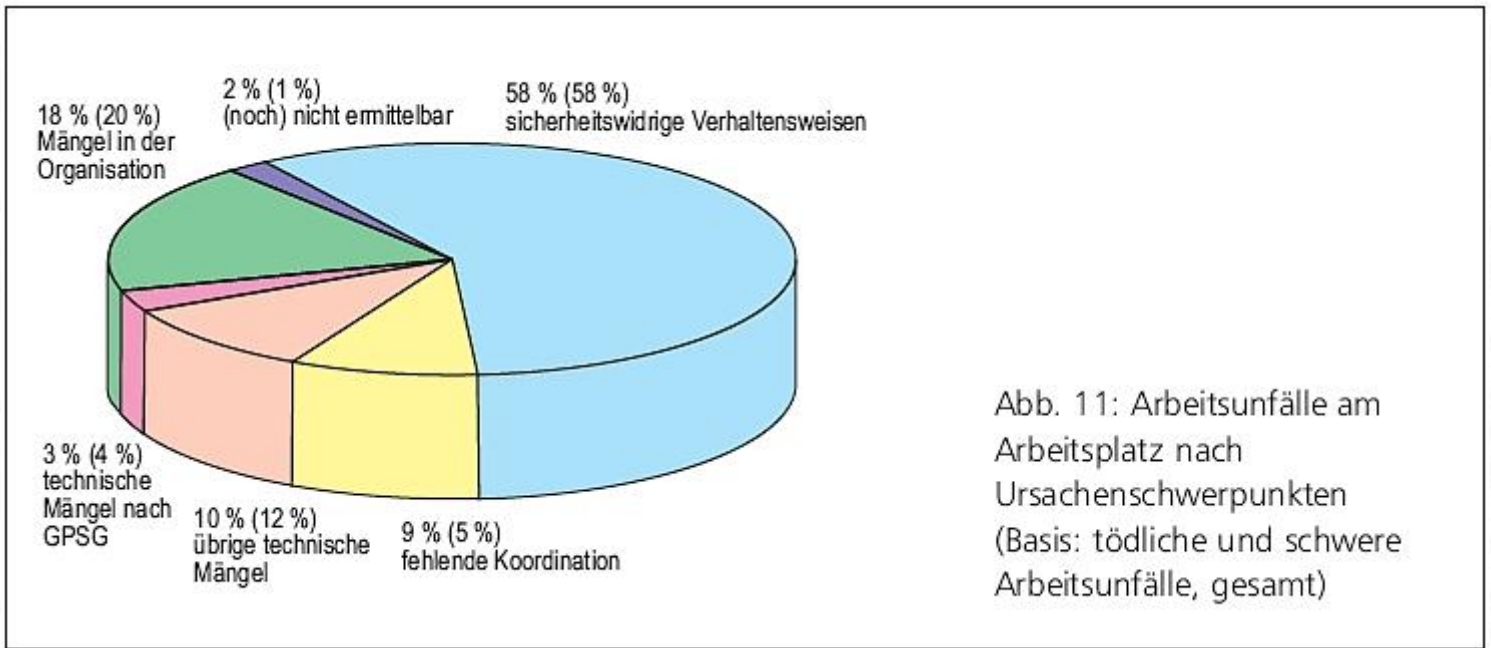 2 % (1 %)
(noch) nicht ermittelbar
58 % (58 %)
sicherheitswidrige Verhaltensweisen
18 % (20 %)
Mängel in der
Organisation
3 % (4 %)
technische
Mängel nach
GPSG
10 % (12 %)
übrige technische
Mängel
9 % (5 %)
fehlende Koordination
Abb. 11: Arbeitsunfälle am
Arbeitsplatz nach
Ursachenschwerpunkten
(Basis: tödliche und schwere
Arbeitsunfälle, gesamt)